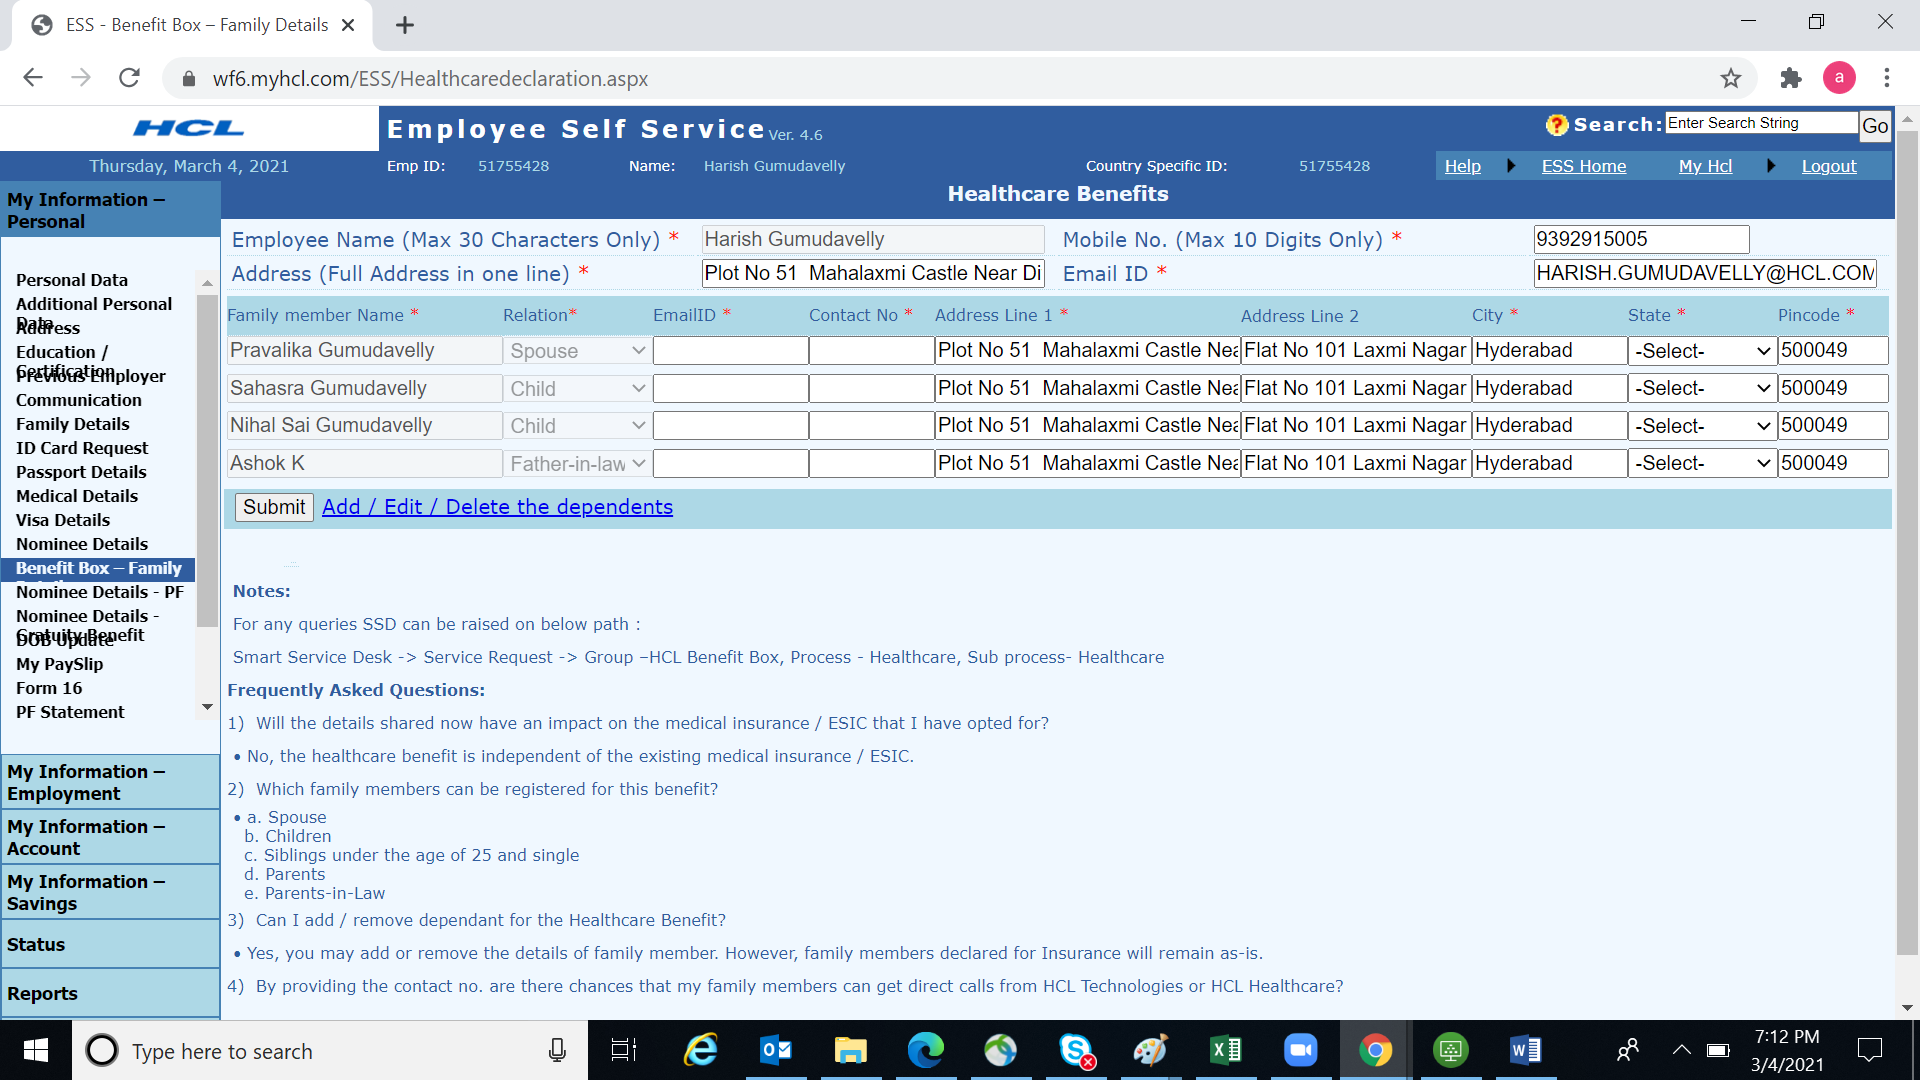 ESS - Benefit Box – Family Details
wf6.myhcl.com/ESS/Healthcaredeclaration.aspx
a
HCL
Employee Self Service Ver. 4.6
Search: Enter Search String Go
Thursday, March 4, 2021
Emp ID: 51755428 Name: Harish Gumudavelly Country Specific ID: 51755428
Help ESS Home My Hcl Logout
Healthcare Benefits
My Information – Personal
Personal Data
Additional Personal Data
Address
Education / Certification
Previous Employer
Communication
Family Details
ID Card Request
Passport Details
Medical Details
Visa Details
Nominee Details
Benefit Box – Family
Nominee Details - PF
Nominee Details - Gratuity Benefit
DOB Update
My PaySlip
Form 16
PF Statement
My Information – Employment
My Information – Account
My Information – Savings
Status
Reports
Employee Name (Max 30 Characters Only) * Harish Gumudavelly Mobile No. (Max 10 Digits Only) * 9392915005
Address (Full Address in one line) * Plot No 51 Mahalaxmi Castle Near Di Email ID * HARISH.GUMUDAVELLY@HCL.COM
Family member Name * Relation* EmailID * Contact No * Address Line 1 * Address Line 2 City * State * Pincode *
Pravalika Gumudavelly Spouse Plot No 51 Mahalaxmi Castle Nea Flat No 101 Laxmi Nagar Hyderabad -Select- 500049
Sahasra Gumudavelly Child Plot No 51 Mahalaxmi Castle Nea Flat No 101 Laxmi Nagar Hyderabad -Select- 500049
Nihal Sai Gumudavelly Child Plot No 51 Mahalaxmi Castle Nea Flat No 101 Laxmi Nagar Hyderabad -Select- 500049
Ashok K Father-in-law Plot No 51 Mahalaxmi Castle Nea Flat No 101 Laxmi Nagar Hyderabad -Select- 500049
Submit Add / Edit / Delete the dependents
Notes:
For any queries SSD can be raised on below path :
Smart Service Desk -> Service Request -> Group –HCL Benefit Box, Process - Healthcare, Sub process- Healthcare
Frequently Asked Questions:
1) Will the details shared now have an impact on the medical insurance / ESIC that I have opted for?
• No, the healthcare benefit is independent of the existing medical insurance / ESIC.
2) Which family members can be registered for this benefit?
• a. Spouse
b. Children
c. Siblings under the age of 25 and single
d. Parents
e. Parents-in-Law
3) Can I add / remove dependant for the Healthcare Benefit?
• Yes, you may add or remove the details of family member. However, family members declared for Insurance will remain as-is.
4) By providing the contact no. are there chances that my family members can get direct calls from HCL Technologies or HCL Healthcare?
Type here to search
7:12 PM
3/4/2021